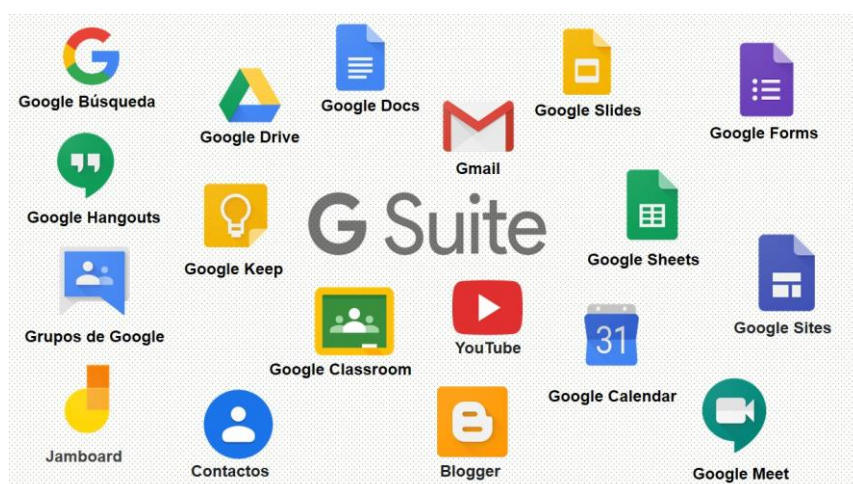 Google Búsqueda
Google Drive
Google Docs
Gmail
Google Slides
Google Forms
Google Hangouts
Google Keep
G Suite
Google Sheets
Grupos de Google
Google Classroom
YouTube
31
Google Calendar
Google Sites
Jamboard
Contactos
Blogger
Google Meet